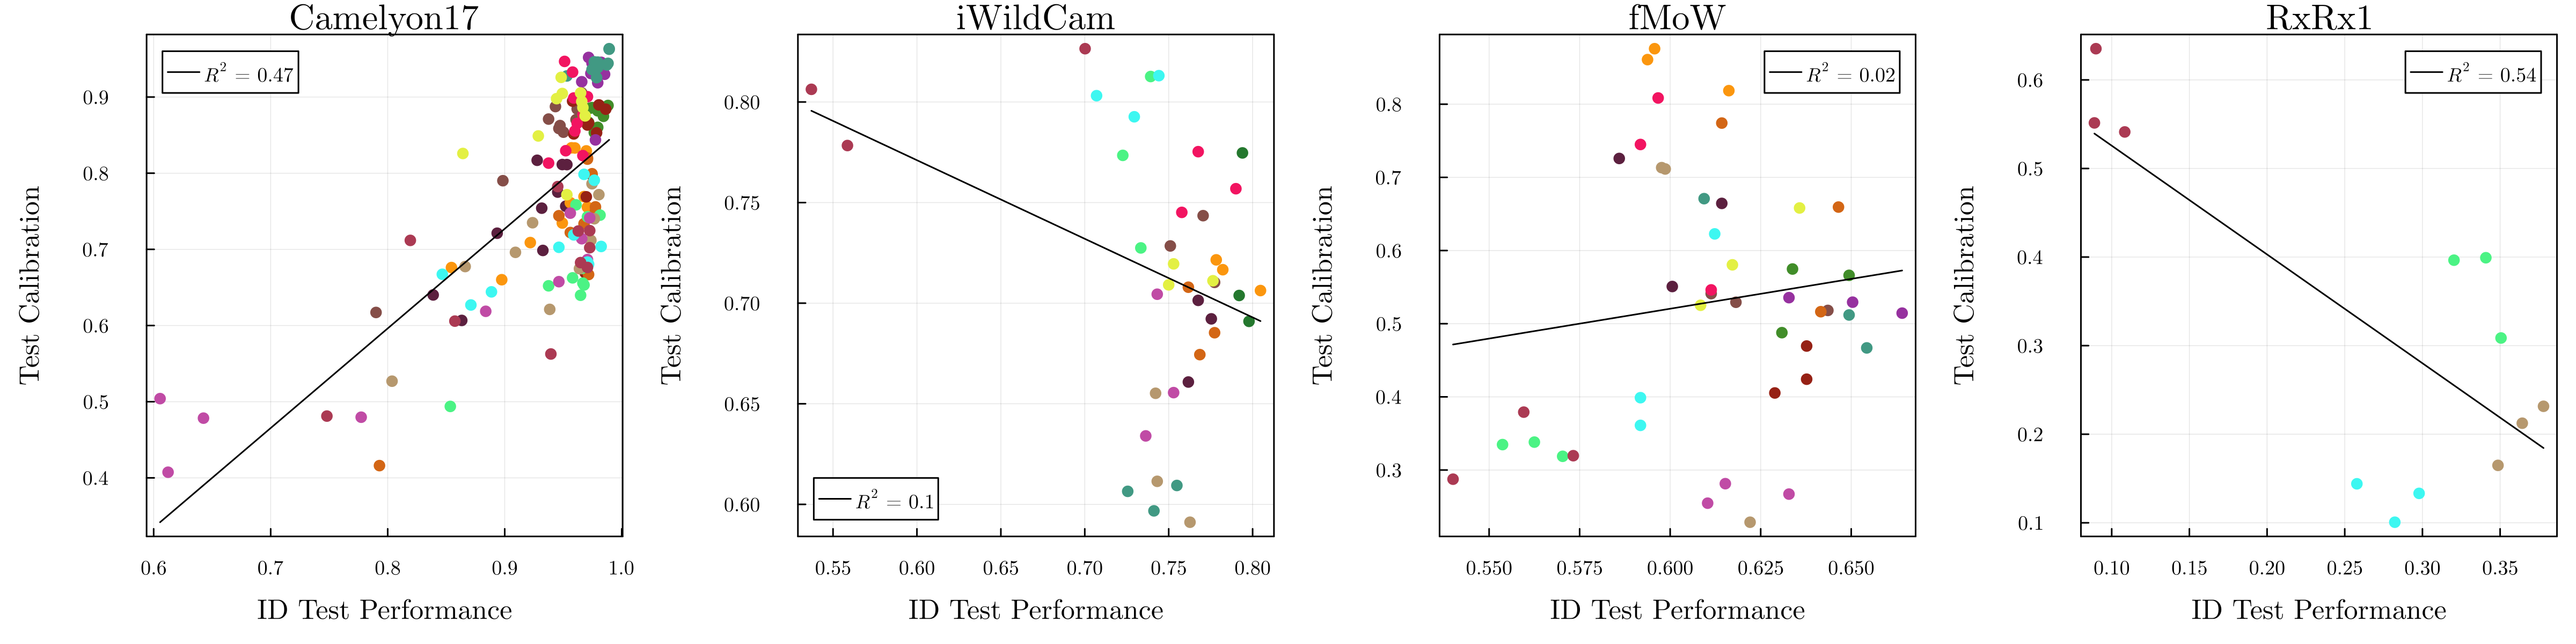 Camelyon17
iWildCam
fMoW
RxRx1
R² = 0.47
R² = 0.1
R² = 0.02
R² = 0.54
Test Calibration
0.9
0.8
0.7
0.6
0.5
0.4
0.6 0.7 0.8 0.9 1.0
ID Test Performance
Test Calibration
0.80
0.75
0.70
0.65
0.60
0.55 0.60 0.65 0.70 0.75 0.80
ID Test Performance
Test Calibration
0.8
0.7
0.6
0.5
0.4
0.3
0.550 0.575 0.600 0.625 0.650
ID Test Performance
Test Calibration
0.6
0.5
0.4
0.3
0.2
0.1
0.10 0.15 0.20 0.25 0.30 0.35
ID Test Performance